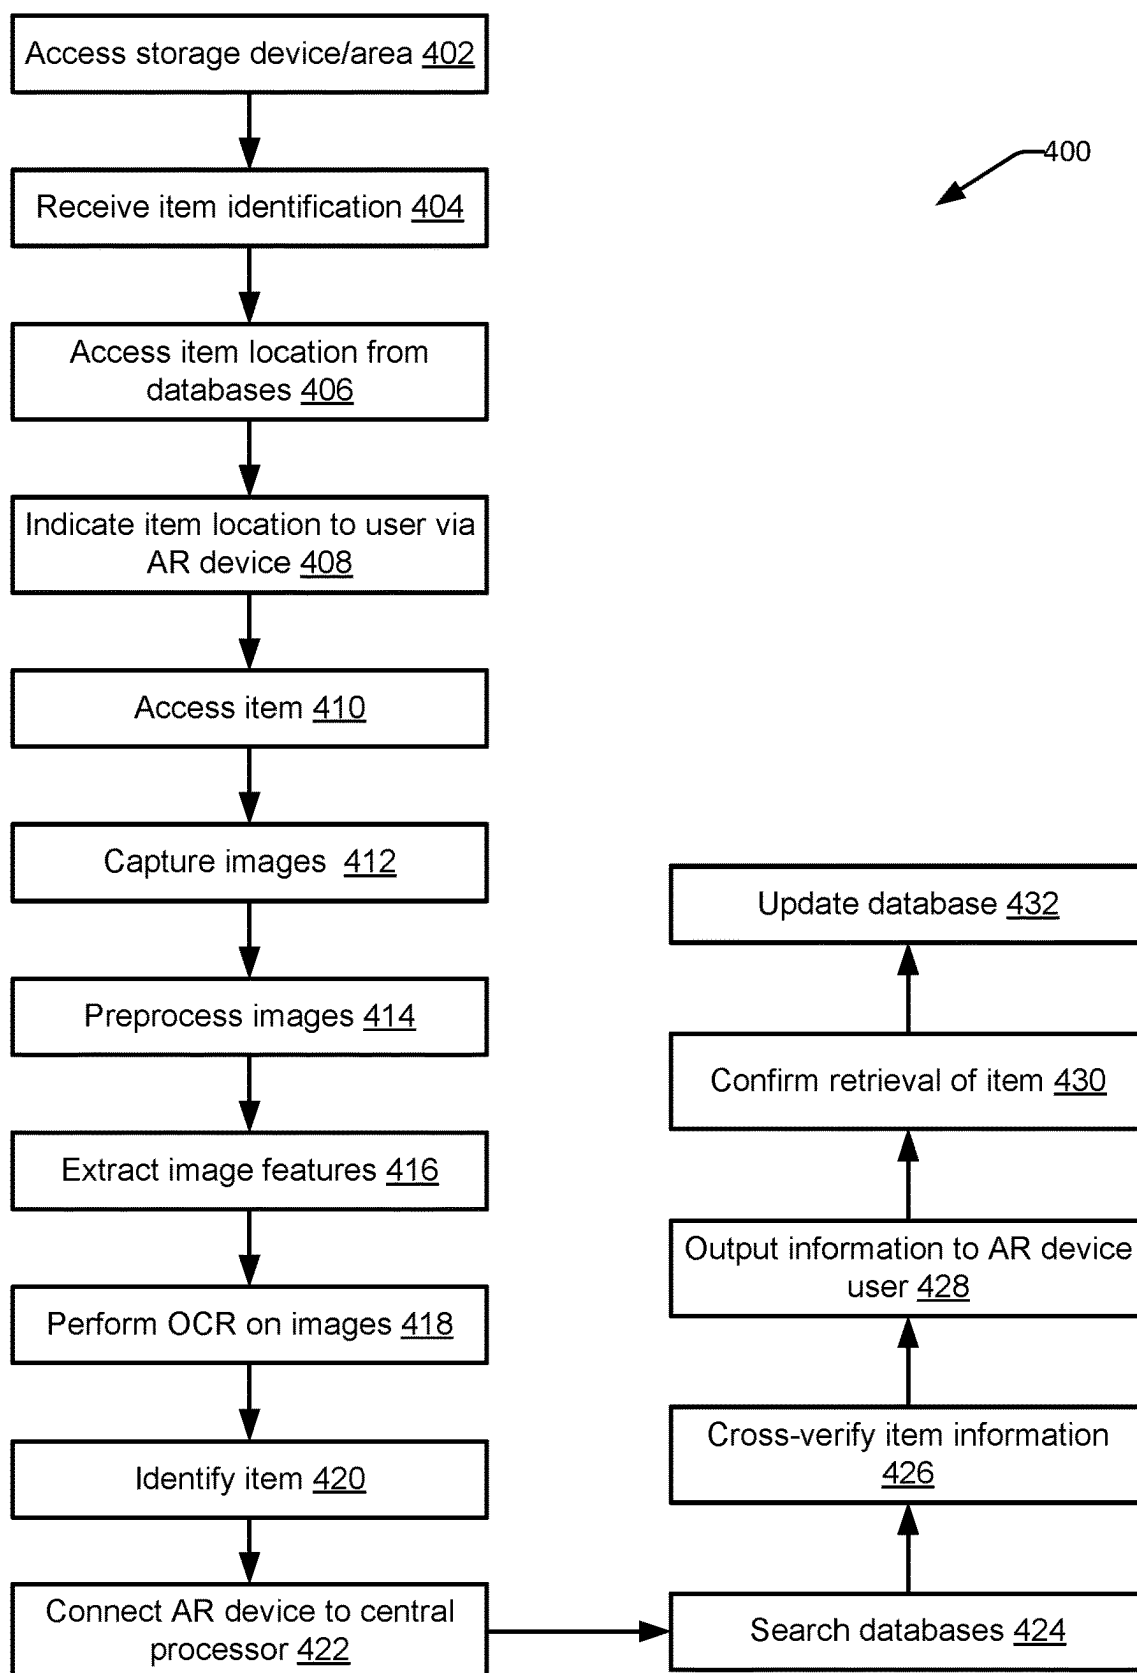 Access storage device/area 402
400
Receive item identification 404
Access item location from
databases 406
Indicate item location to user via
AR device 408
Access item 410
Capture images 412
Preprocess images 414
Extract image features 416
Perform OCR on images 418
Identify item 420
Connect AR device to central
processor 422
Search databases 424
Cross-verify item information
426
Output information to AR device
user 428
Confirm retrieval of item 430
Update database 432